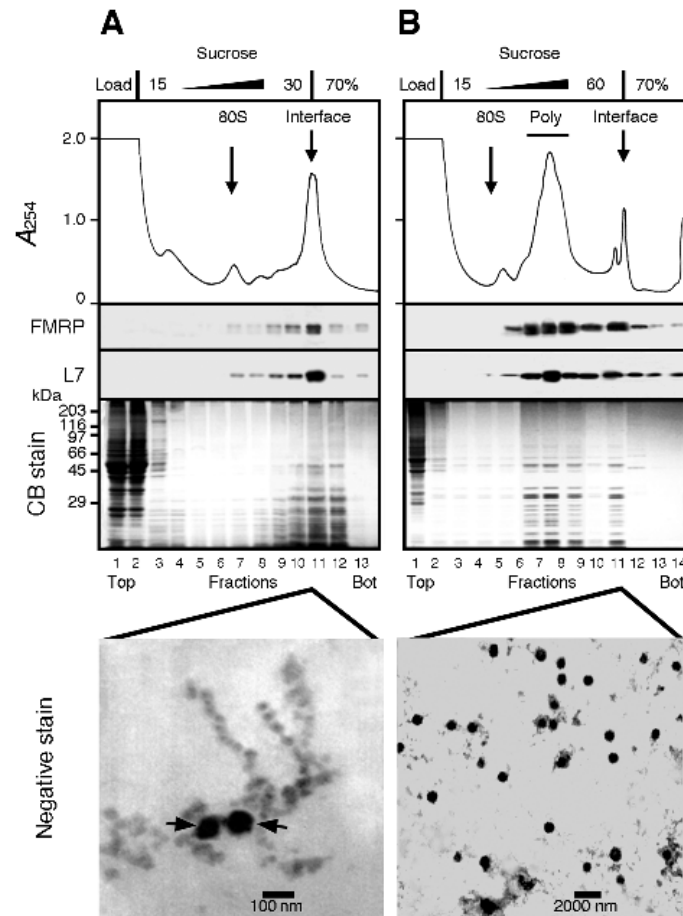 A
B
Sucrose
Sucrose
Load 15 30 70%
Load 15 60 70%
80S Interface
80S Poly Interface
2.0
1.0
0
A254
FMRP
L7
kDa
203
116
97
66
45
29
CB stain
1 2 3 4 5 6 7 8 9 10 11 12 13
1 2 3 4 5 6 7 8 9 10 11 12 13 14
Top Fractions Bot
Top Fractions Bot
Negative stain
100 nm
2000 nm